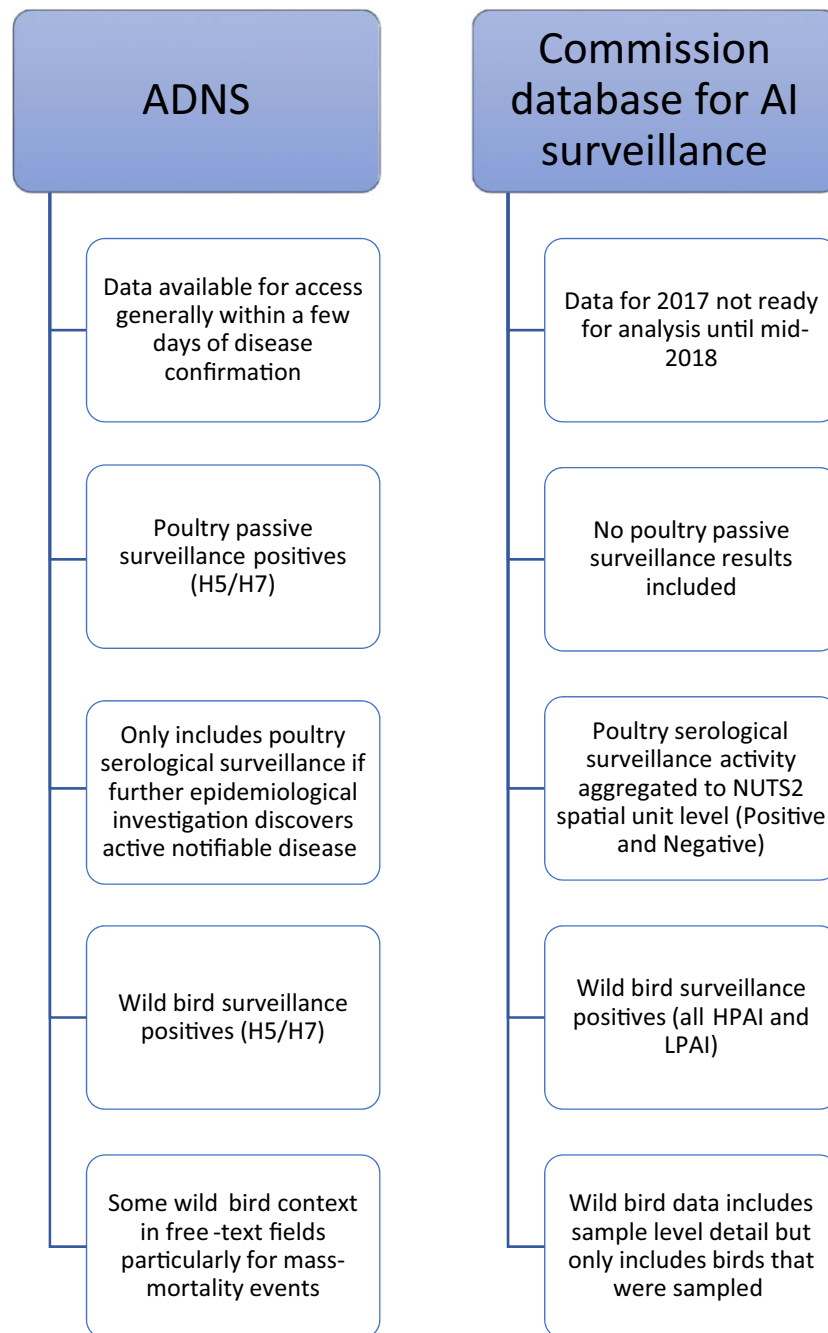 ADNS
Data available for access
generally within a few
days of disease
confirmation
Poultry passive
surveillance positives
(H5/H7)
Only includes poultry
serological surveillance if
further epidemiological
investigation discovers
active notifiable disease
Wild bird surveillance
positives (H5/H7)
Some wild bird context
in free-text fields
particularly for mass-
mortality events
Commission
database for AI
surveillance
Data for 2017 not ready
for analysis until mid-
2018
No poultry passive
surveillance results
included
Poultry serological
surveillance activity
aggregated to NUTS2
spatial unit level (Positive
and Negative)
Wild bird surveillance
positives (all HPAI and
LPAI)
Wild bird data includes
sample level detail but
only includes birds that
were sampled